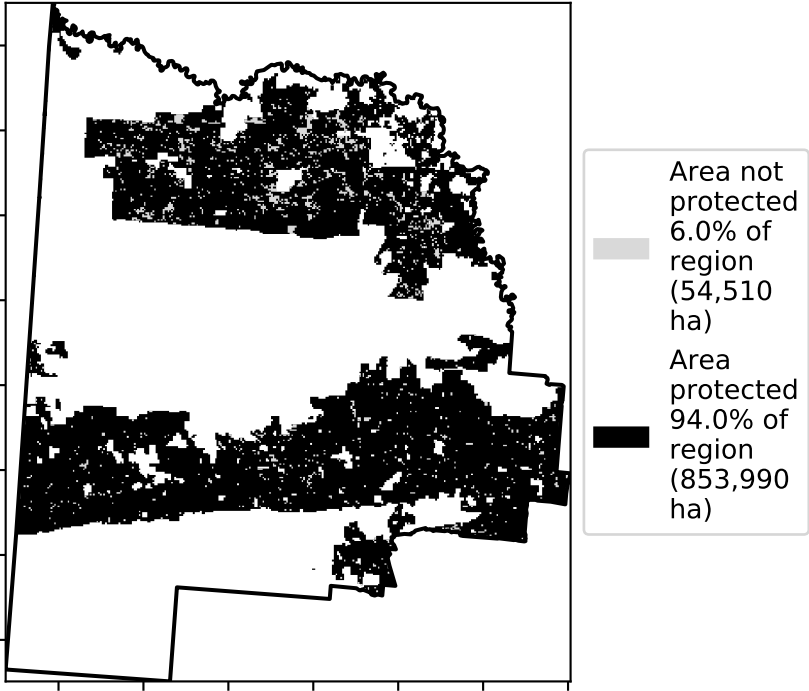 Area not
protected
6.0% of
region
(54,510
ha)
Area
protected
94.0% of
region
(853,990
ha)